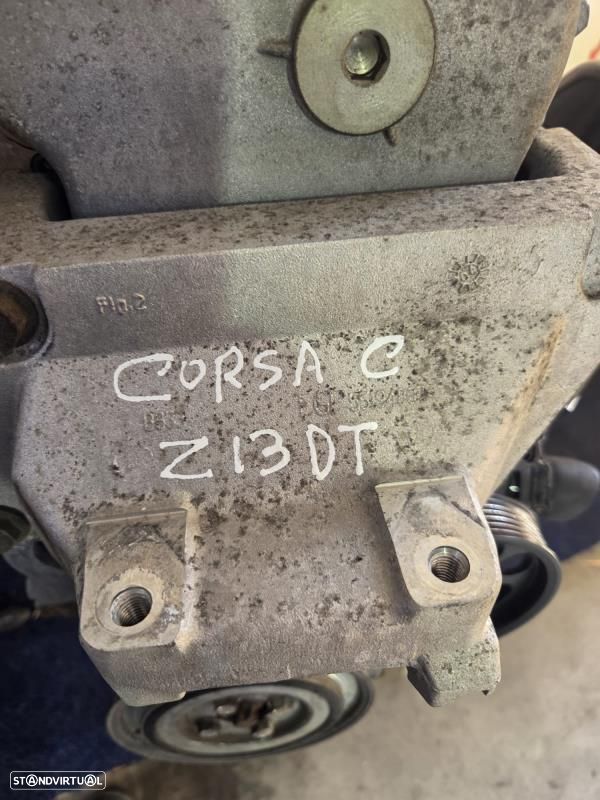 Fig.2
CORSA C
Z13DT
STANDVIRTUAL